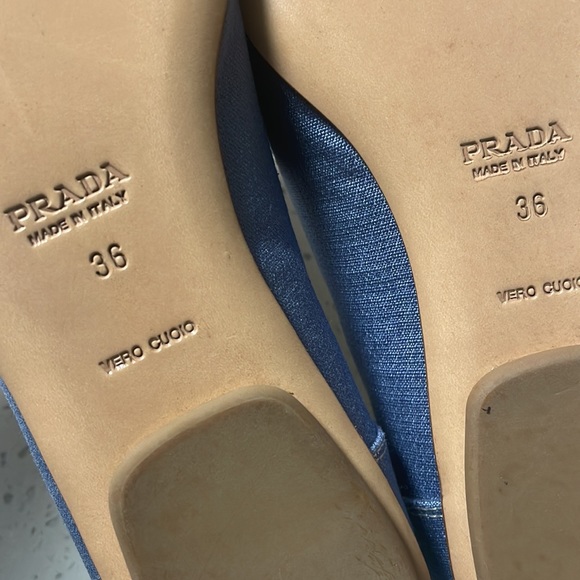 PRADA
MADE IN ITALY
36
VERO CUOIO
PRADA
MADE IN ITALY
36
VERO CUOIO